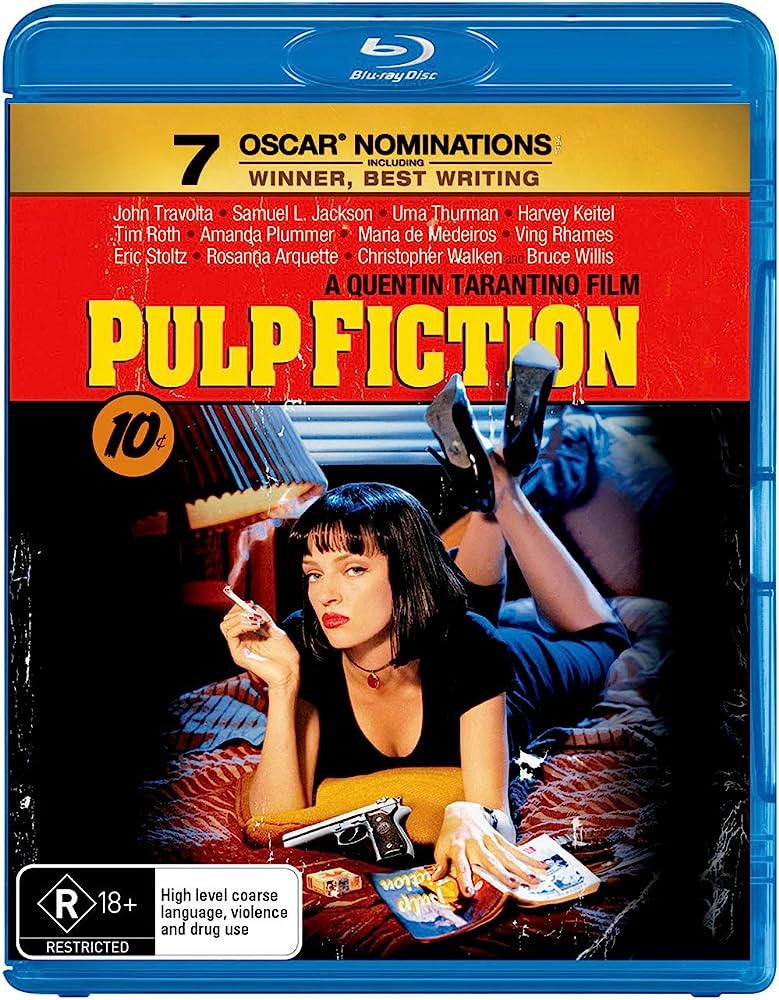 Blu-ray Disc
7 OSCAR® NOMINATIONS
INCLUDING
WINNER, BEST WRITING
John Travolta • Samuel L. Jackson • Uma Thurman • Harvey Keitel
Tim Roth • Amanda Plummer • Maria de Medeiros • Ving Rhames
Eric Stoltz • Rosanna Arquette • Christopher Walken and Bruce Willis
A QUENTIN TARANTINO FILM
PULP FICTION
10¢
pulp
Fiction
R 18+
RESTRICTED
High level coarse
language, violence
and drug use